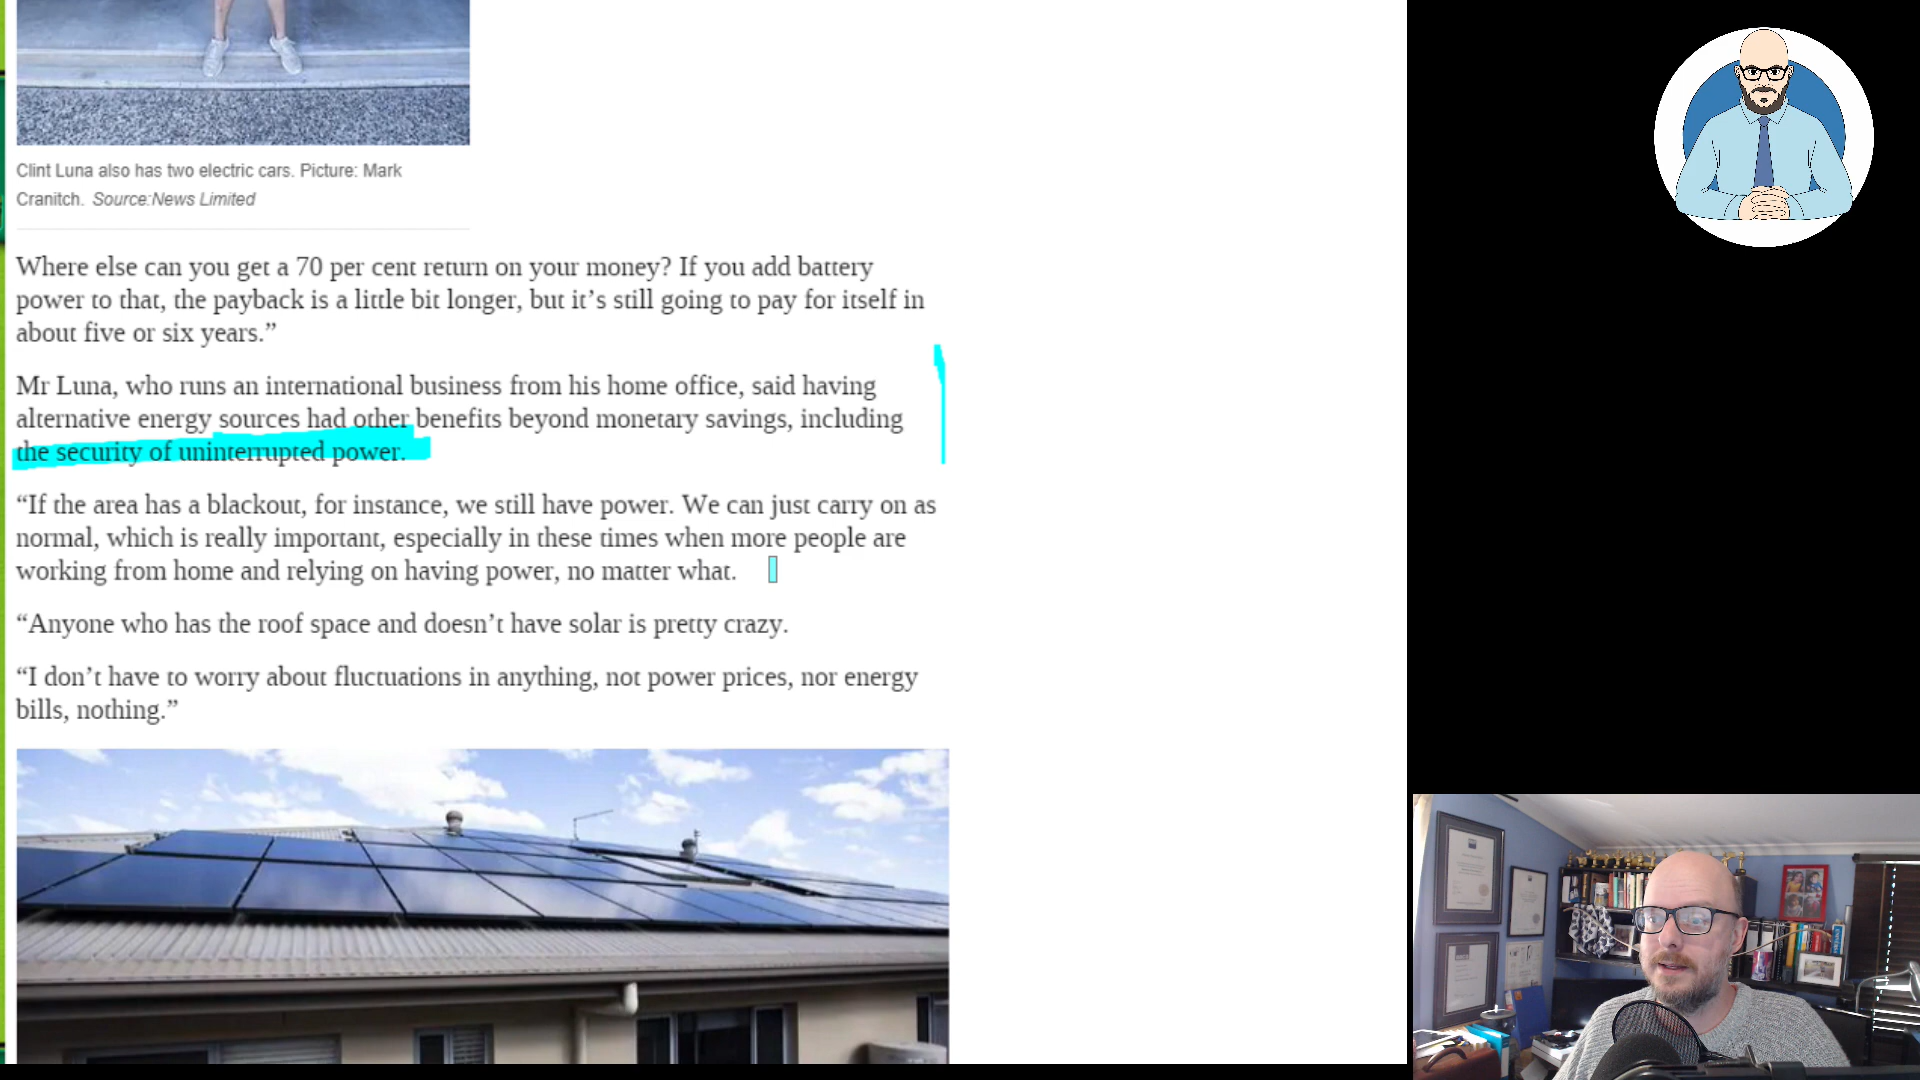 Clint Luna also has two electric cars. Picture: Mark
Cranitch. Source:News Limited
Where else can you get a 70 per cent return on your money? If you add battery
power to that, the payback is a little bit longer, but it’s still going to pay for itself in
about five or six years.”
Mr Luna, who runs an international business from his home office, said having
alternative energy sources had other benefits beyond monetary savings, including
the security of uninterrupted power.
“If the area has a blackout, for instance, we still have power. We can just carry on as
normal, which is really important, especially in these times when more people are
working from home and relying on having power, no matter what.
“Anyone who has the roof space and doesn’t have solar is pretty crazy.
“I don’t have to worry about fluctuations in anything, not power prices, nor energy
bills, nothing.”